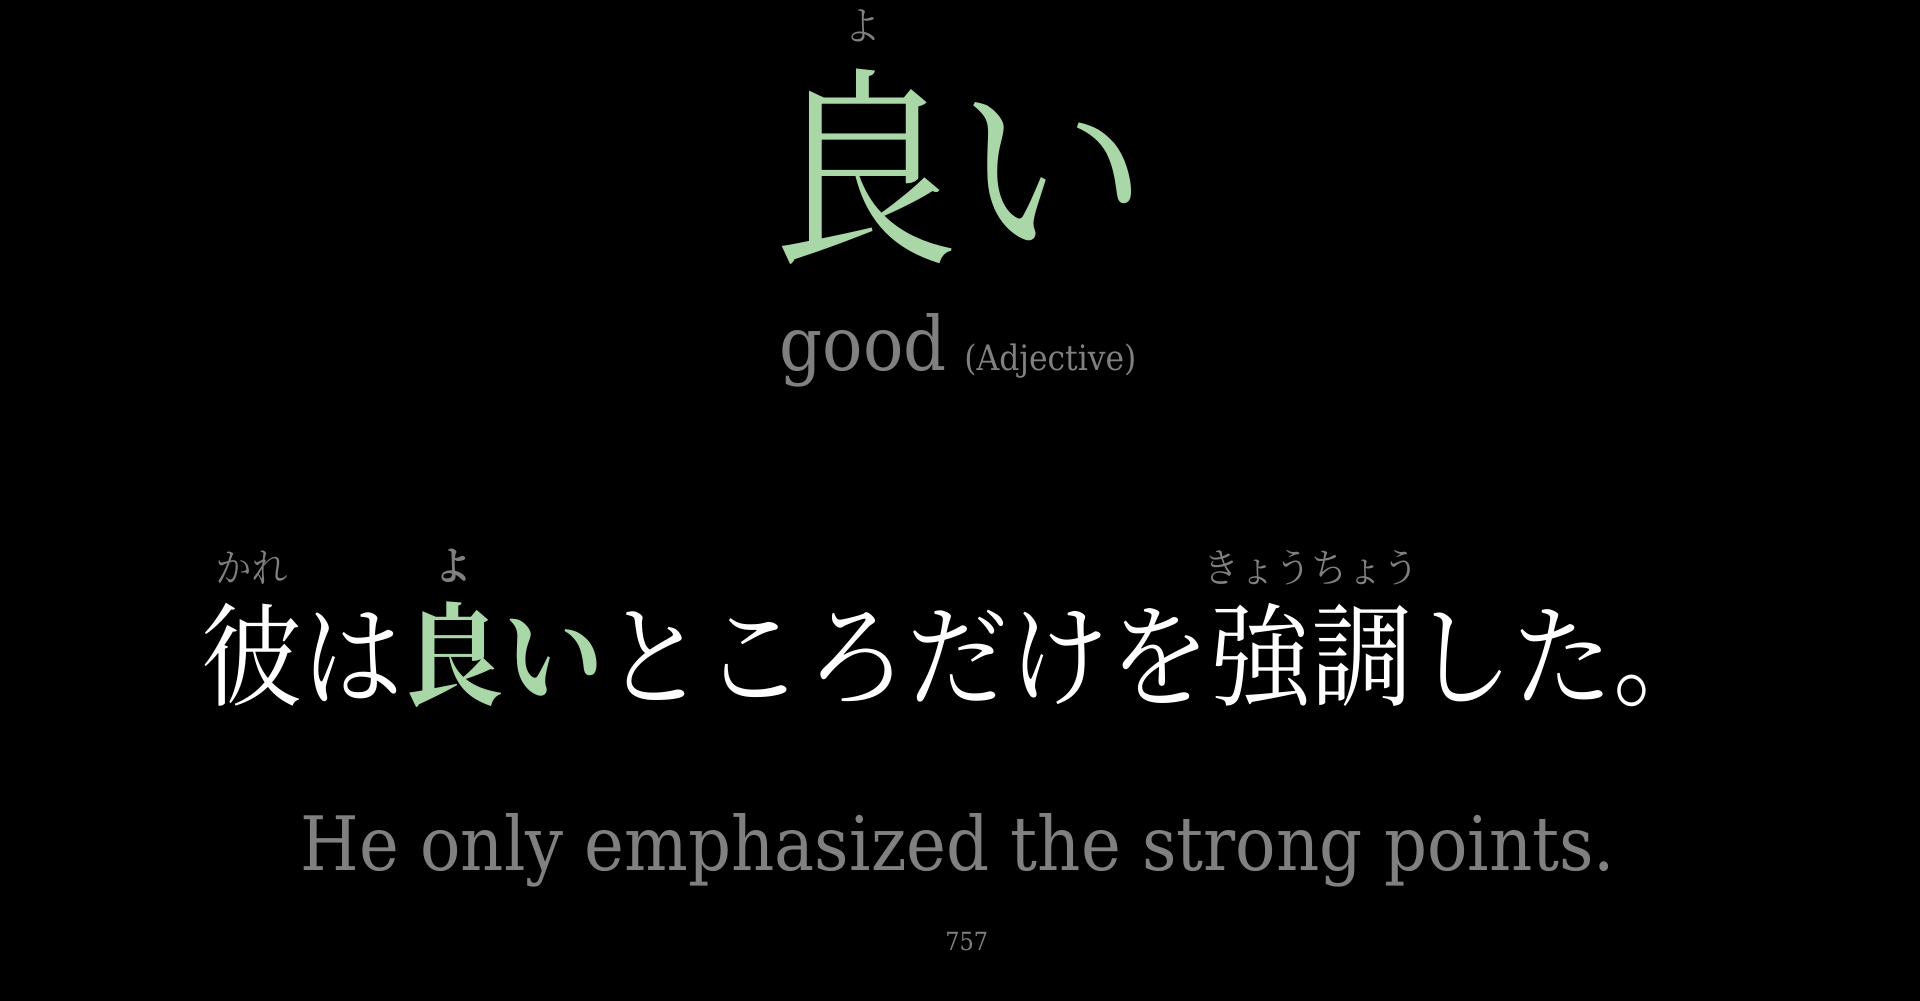 よ
良い
good (Adjective)
かれ よ きょうちょう
彼は良いところだけを強調した。
He only emphasized the strong points.
757